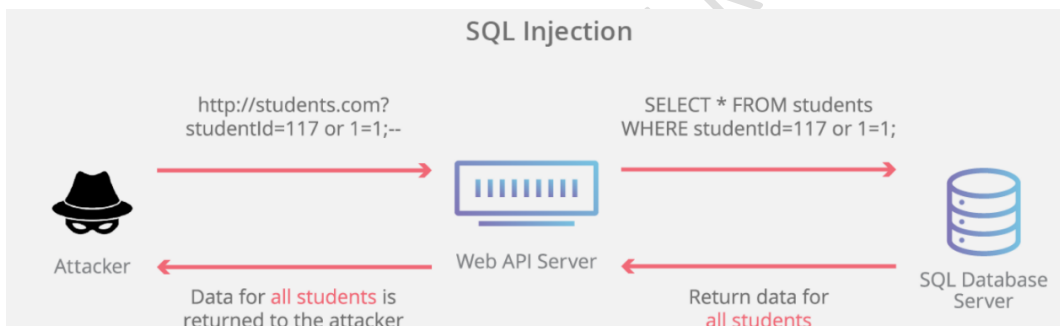 SQL Injection
http://students.com?
studentId=117 or 1=1;--
SELECT * FROM students
WHERE studentId=117 or 1=1;
Attacker
Web API Server
SQL Database
Server
Data for all students is
returned to the attacker
Return data for
all students